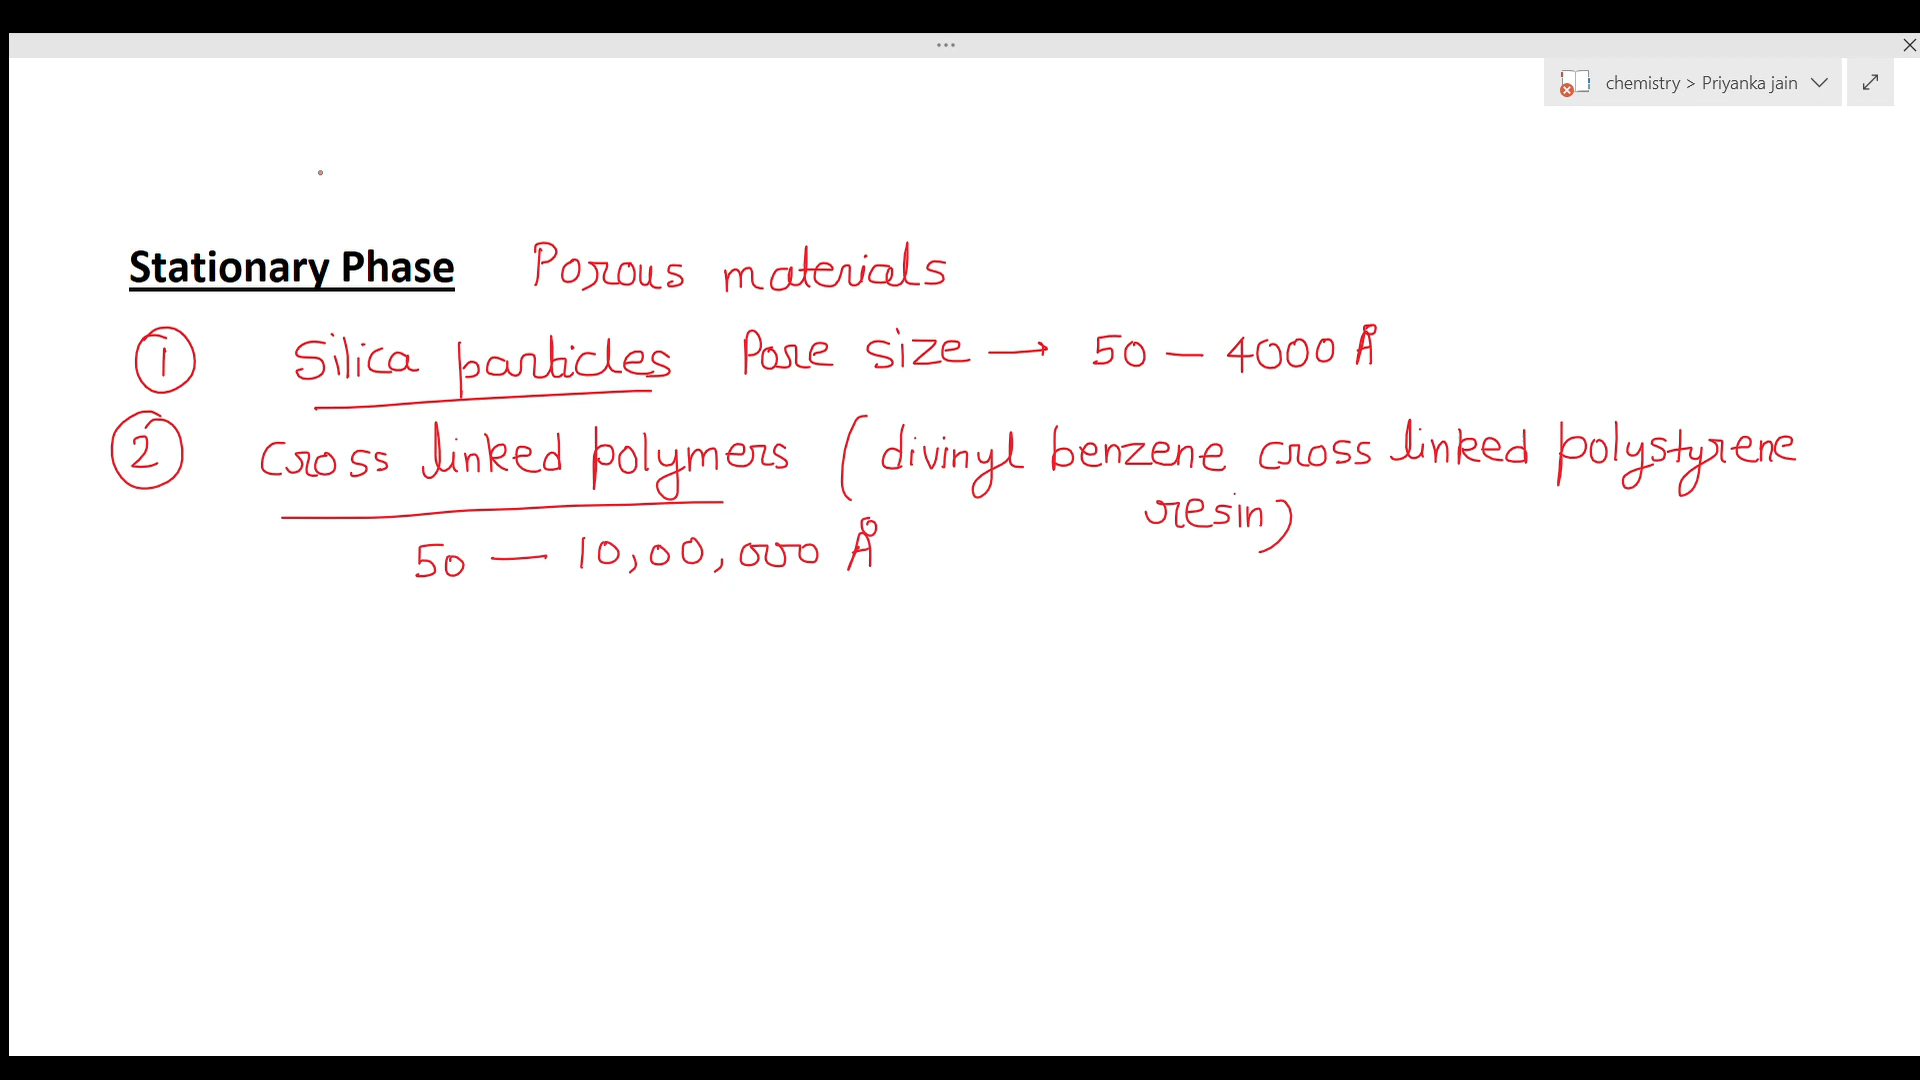 chemistry > Priyanka jain
Stationary Phase Porous materials
1 Silica particles Pore size → 50 – 4000 Å
2 Cross linked polymers (divinyl benzene cross linked polystyrene
resin)
50 — 10,00,000 Å